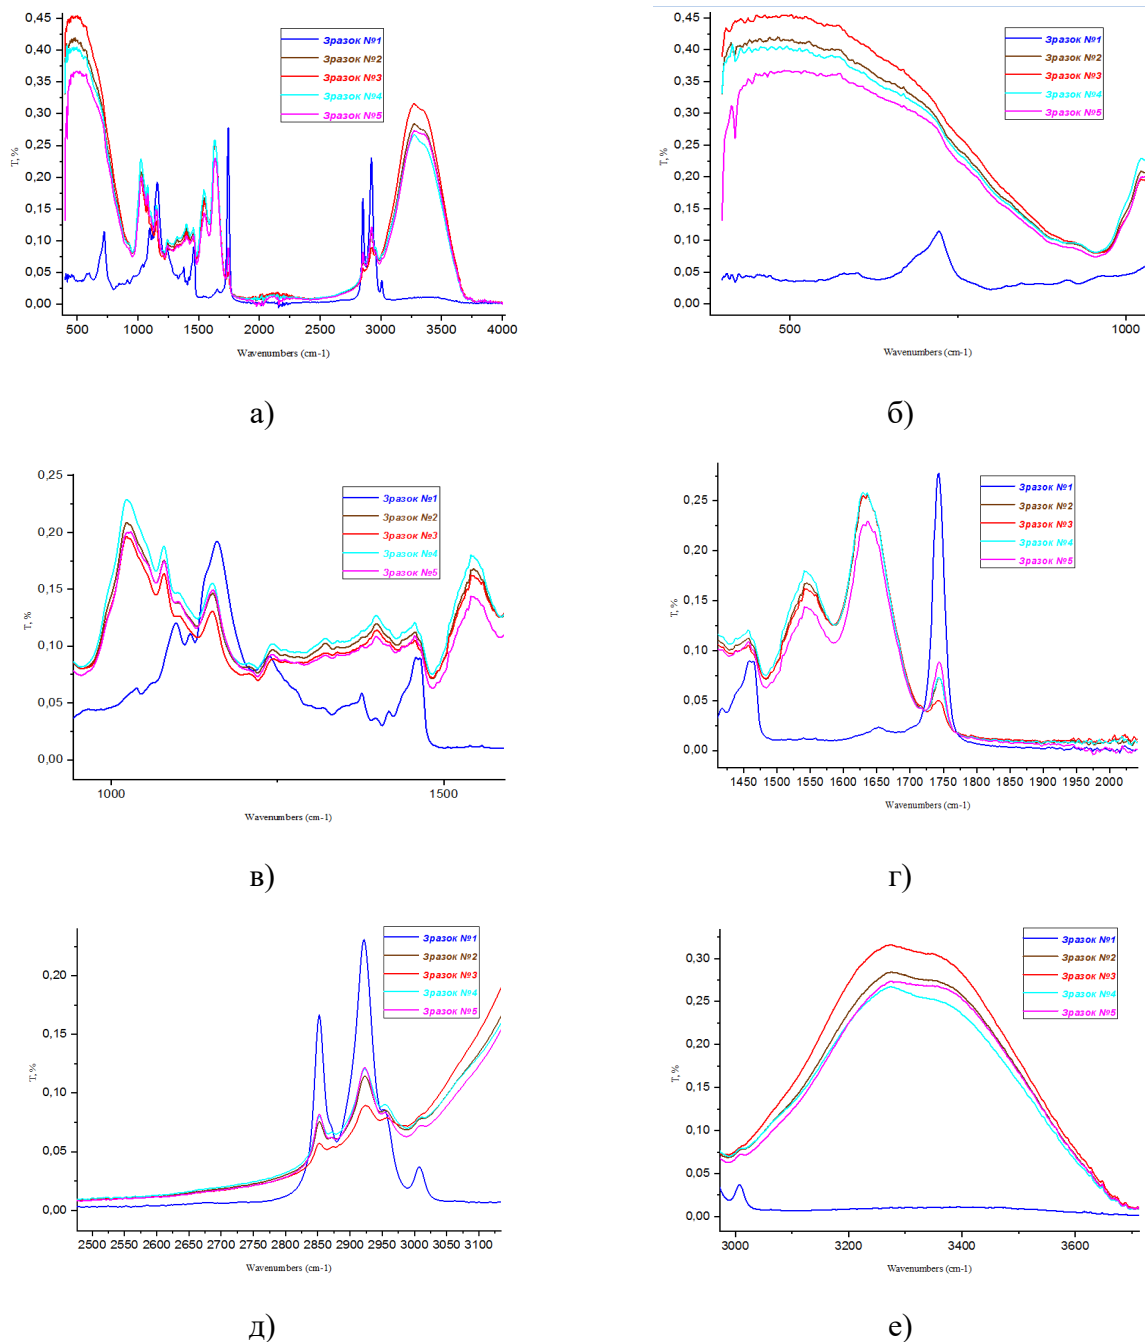 0,45
0,40
0,35
0,30
0,25
0,20
0,15
0,10
0,05
0,00
T, %
500 1000 1500 2000 2500 3000 3500 4000
Wavenumbers (cm-1)
Зразок №1
Зразок №2
Зразок №3
Зразок №4
Зразок №5
а)
0,45
0,40
0,35
0,30
0,25
0,20
0,15
0,10
0,05
0,00
T, %
500 1000
Wavenumbers (cm-1)
Зразок №1
Зразок №2
Зразок №3
Зразок №4
Зразок №5
б)
0,25
0,20
0,15
0,10
0,05
0,00
T, %
1000 1500
Wavenumbers (cm-1)
Зразок №1
Зразок №2
Зразок №3
Зразок №4
Зразок №5
в)
0,25
0,20
0,15
0,10
0,05
0,00
T, %
1450 1500 1550 1600 1650 1700 1750 1800 1850 1900 1950 2000
Wavenumbers (cm-1)
Зразок №1
Зразок №2
Зразок №3
Зразок №4
Зразок №5
г)
0,20
0,15
0,10
0,05
0,00
T, %
2500 2550 2600 2650 2700 2750 2800 2850 2900 2950 3000 3050 3100
Wavenumbers (cm-1)
Зразок №1
Зразок №2
Зразок №3
Зразок №4
Зразок №5
д)
0,30
0,25
0,20
0,15
0,10
0,05
0,00
T, %
3000 3200 3400 3600
Wavenumbers (cm-1)
Зразок №1
Зразок №2
Зразок №3
Зразок №4
Зразок №5
е)